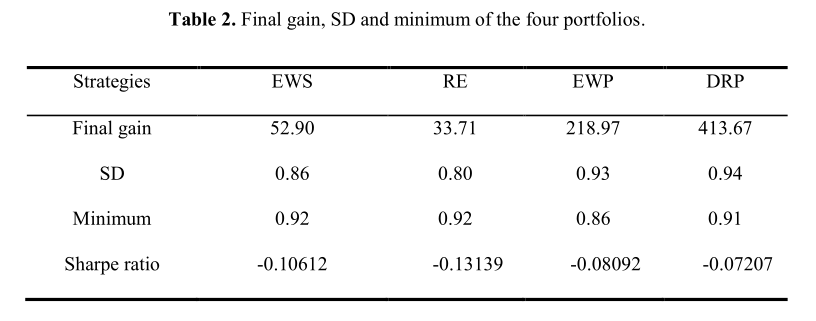 Table 2. Final gain, SD and minimum of the four portfolios.
Strategies EWS RE EWP DRP
Final gain 52.90 33.71 218.97 413.67
SD 0.86 0.80 0.93 0.94
Minimum 0.92 0.92 0.86 0.91
Sharpe ratio -0.10612 -0.13139 -0.08092 -0.07207